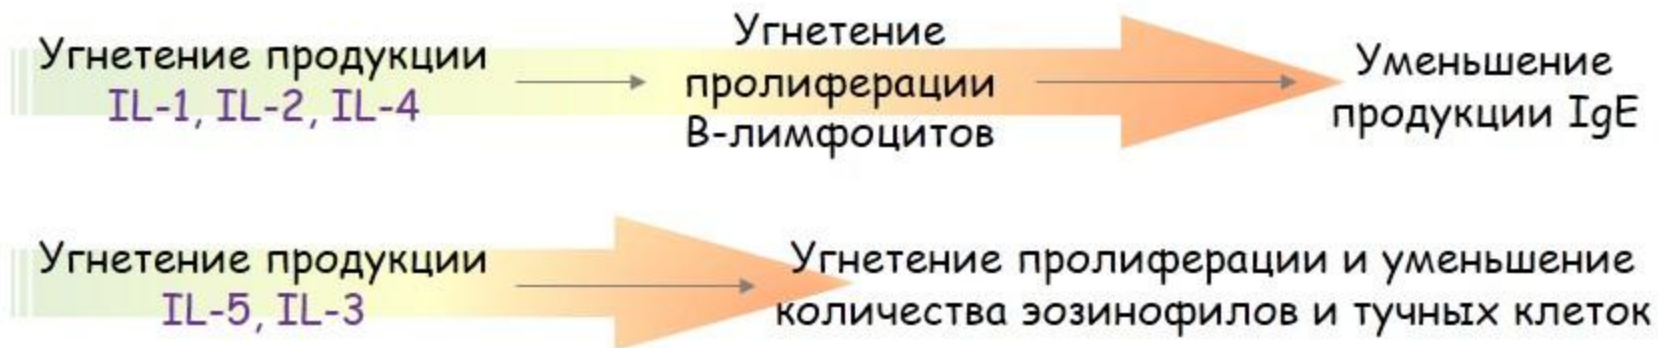 Угнетение продукции
IL-1, IL-2, IL-4
Угнетение
пролиферации
В-лимфоцитов
Уменьшение
продукции IgE
Угнетение продукции
IL-5, IL-3
Угнетение пролиферации и уменьшение
количества эозинофилов и тучных клеток